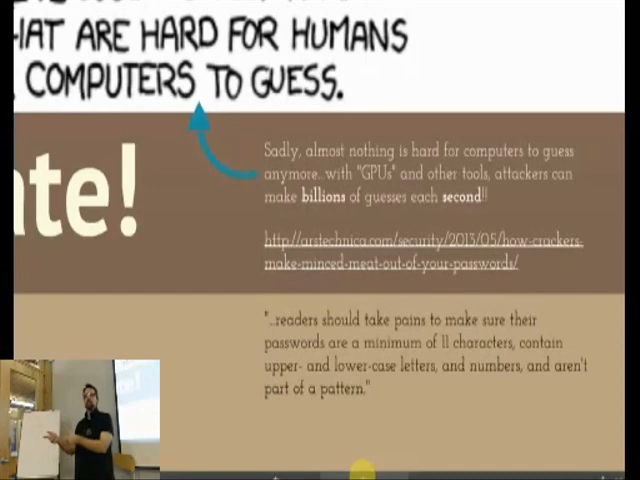 HAT ARE HARD FOR HUMANS
COMPUTERS TO GUESS.
ate!
Sadly, almost nothing is hard for computers to guess
anymore...with "GPUs" and other tools, attackers can
make billions of guesses each second!!
http://arstechnica.com/security/2013/05/how-crackers-
make-minced-meat-out-of-your-passwords/
"...readers should take pains to make sure their
passwords are a minimum of 11 characters, contain
upper- and lower-case letters, and numbers, and aren't
part of a pattern."